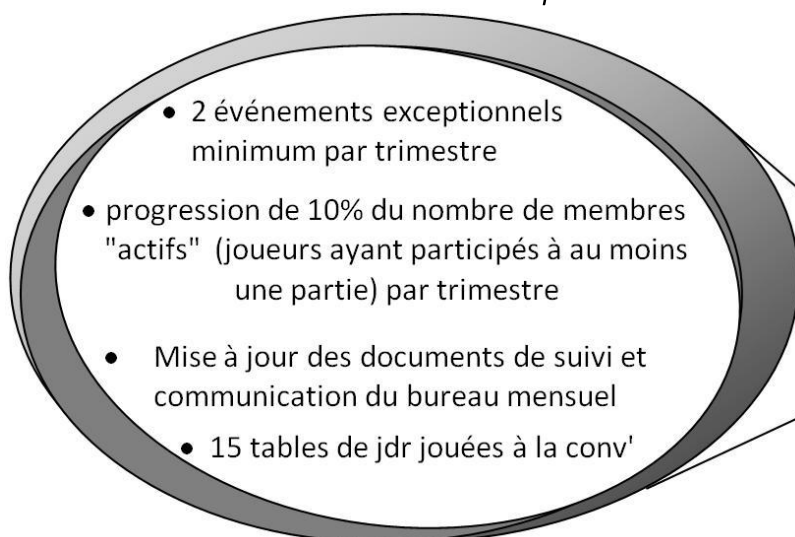 • 2 événements exceptionnels
minimum par trimestre
• progression de 10% du nombre de membres
"actifs" (joueurs ayant participés à au moins
une partie) par trimestre
• Mise à jour des documents de suivi et
communication du bureau mensuel
• 15 tables de jdr jouées à la conv'